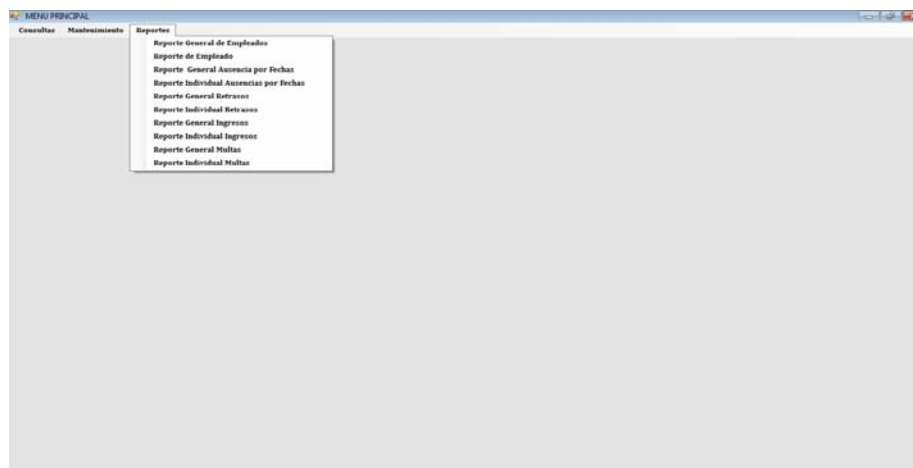 MENU PRINCIPAL
Consultas Mantenimiento Reportes
Reporte General de Empleados
Reporte de Empleado
Reporte General Ausencia por Fechas
Reporte Individual Ausencias por Fechas
Reporte General Retrasos
Reporte Individual Retrasos
Reporte General Ingresos
Reporte Individual Ingresos
Reporte General Multas
Reporte Individual Multas